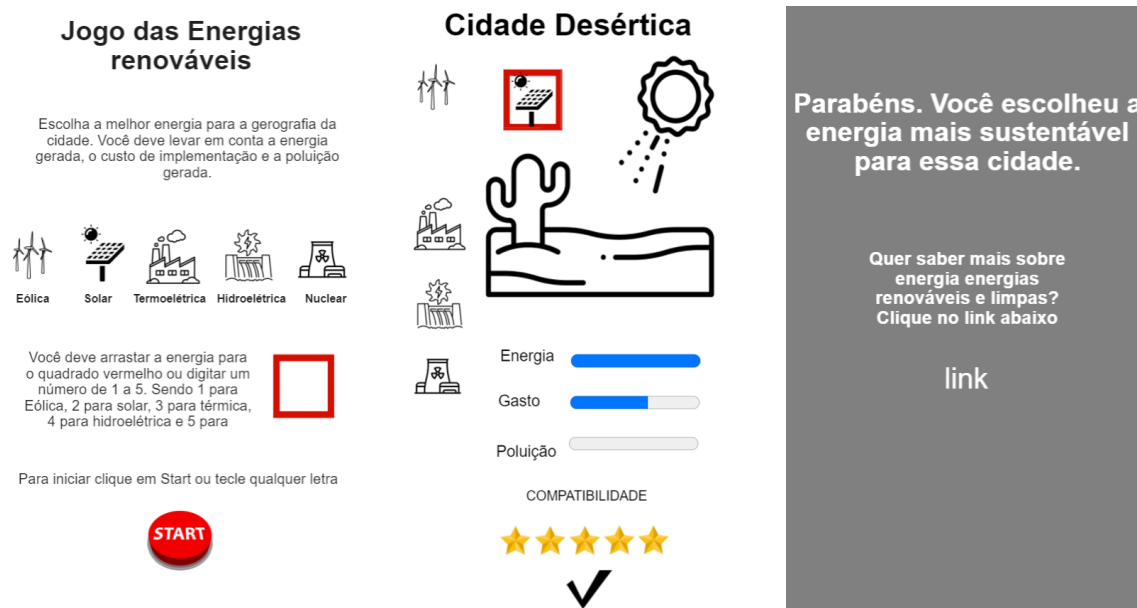 Jogo das Energias
renováveis
Escolha a melhor energia para a gerografia da
cidade. Você deve levar em conta a energia
gerada, o custo de implementação e a poluição
gerada.
Eólica
Solar
Termoelétrica
Hidroelétrica
Nuclear
Você deve arrastar a energia para
o quadrado vermelho ou digitar um
número de 1 a 5. Sendo 1 para
Eólica, 2 para solar, 3 para térmica,
4 para hidroelétrica e 5 para
Para iniciar clique em Start ou tecle qualquer letra
START
Cidade Desértica
Energia
Gasto
Poluição
COMPATIBILIDADE
Parabéns. Você escolheu a
energia mais sustentável
para essa cidade.
Quer saber mais sobre
energia energias
renováveis e limpas?
Clique no link abaixo
link